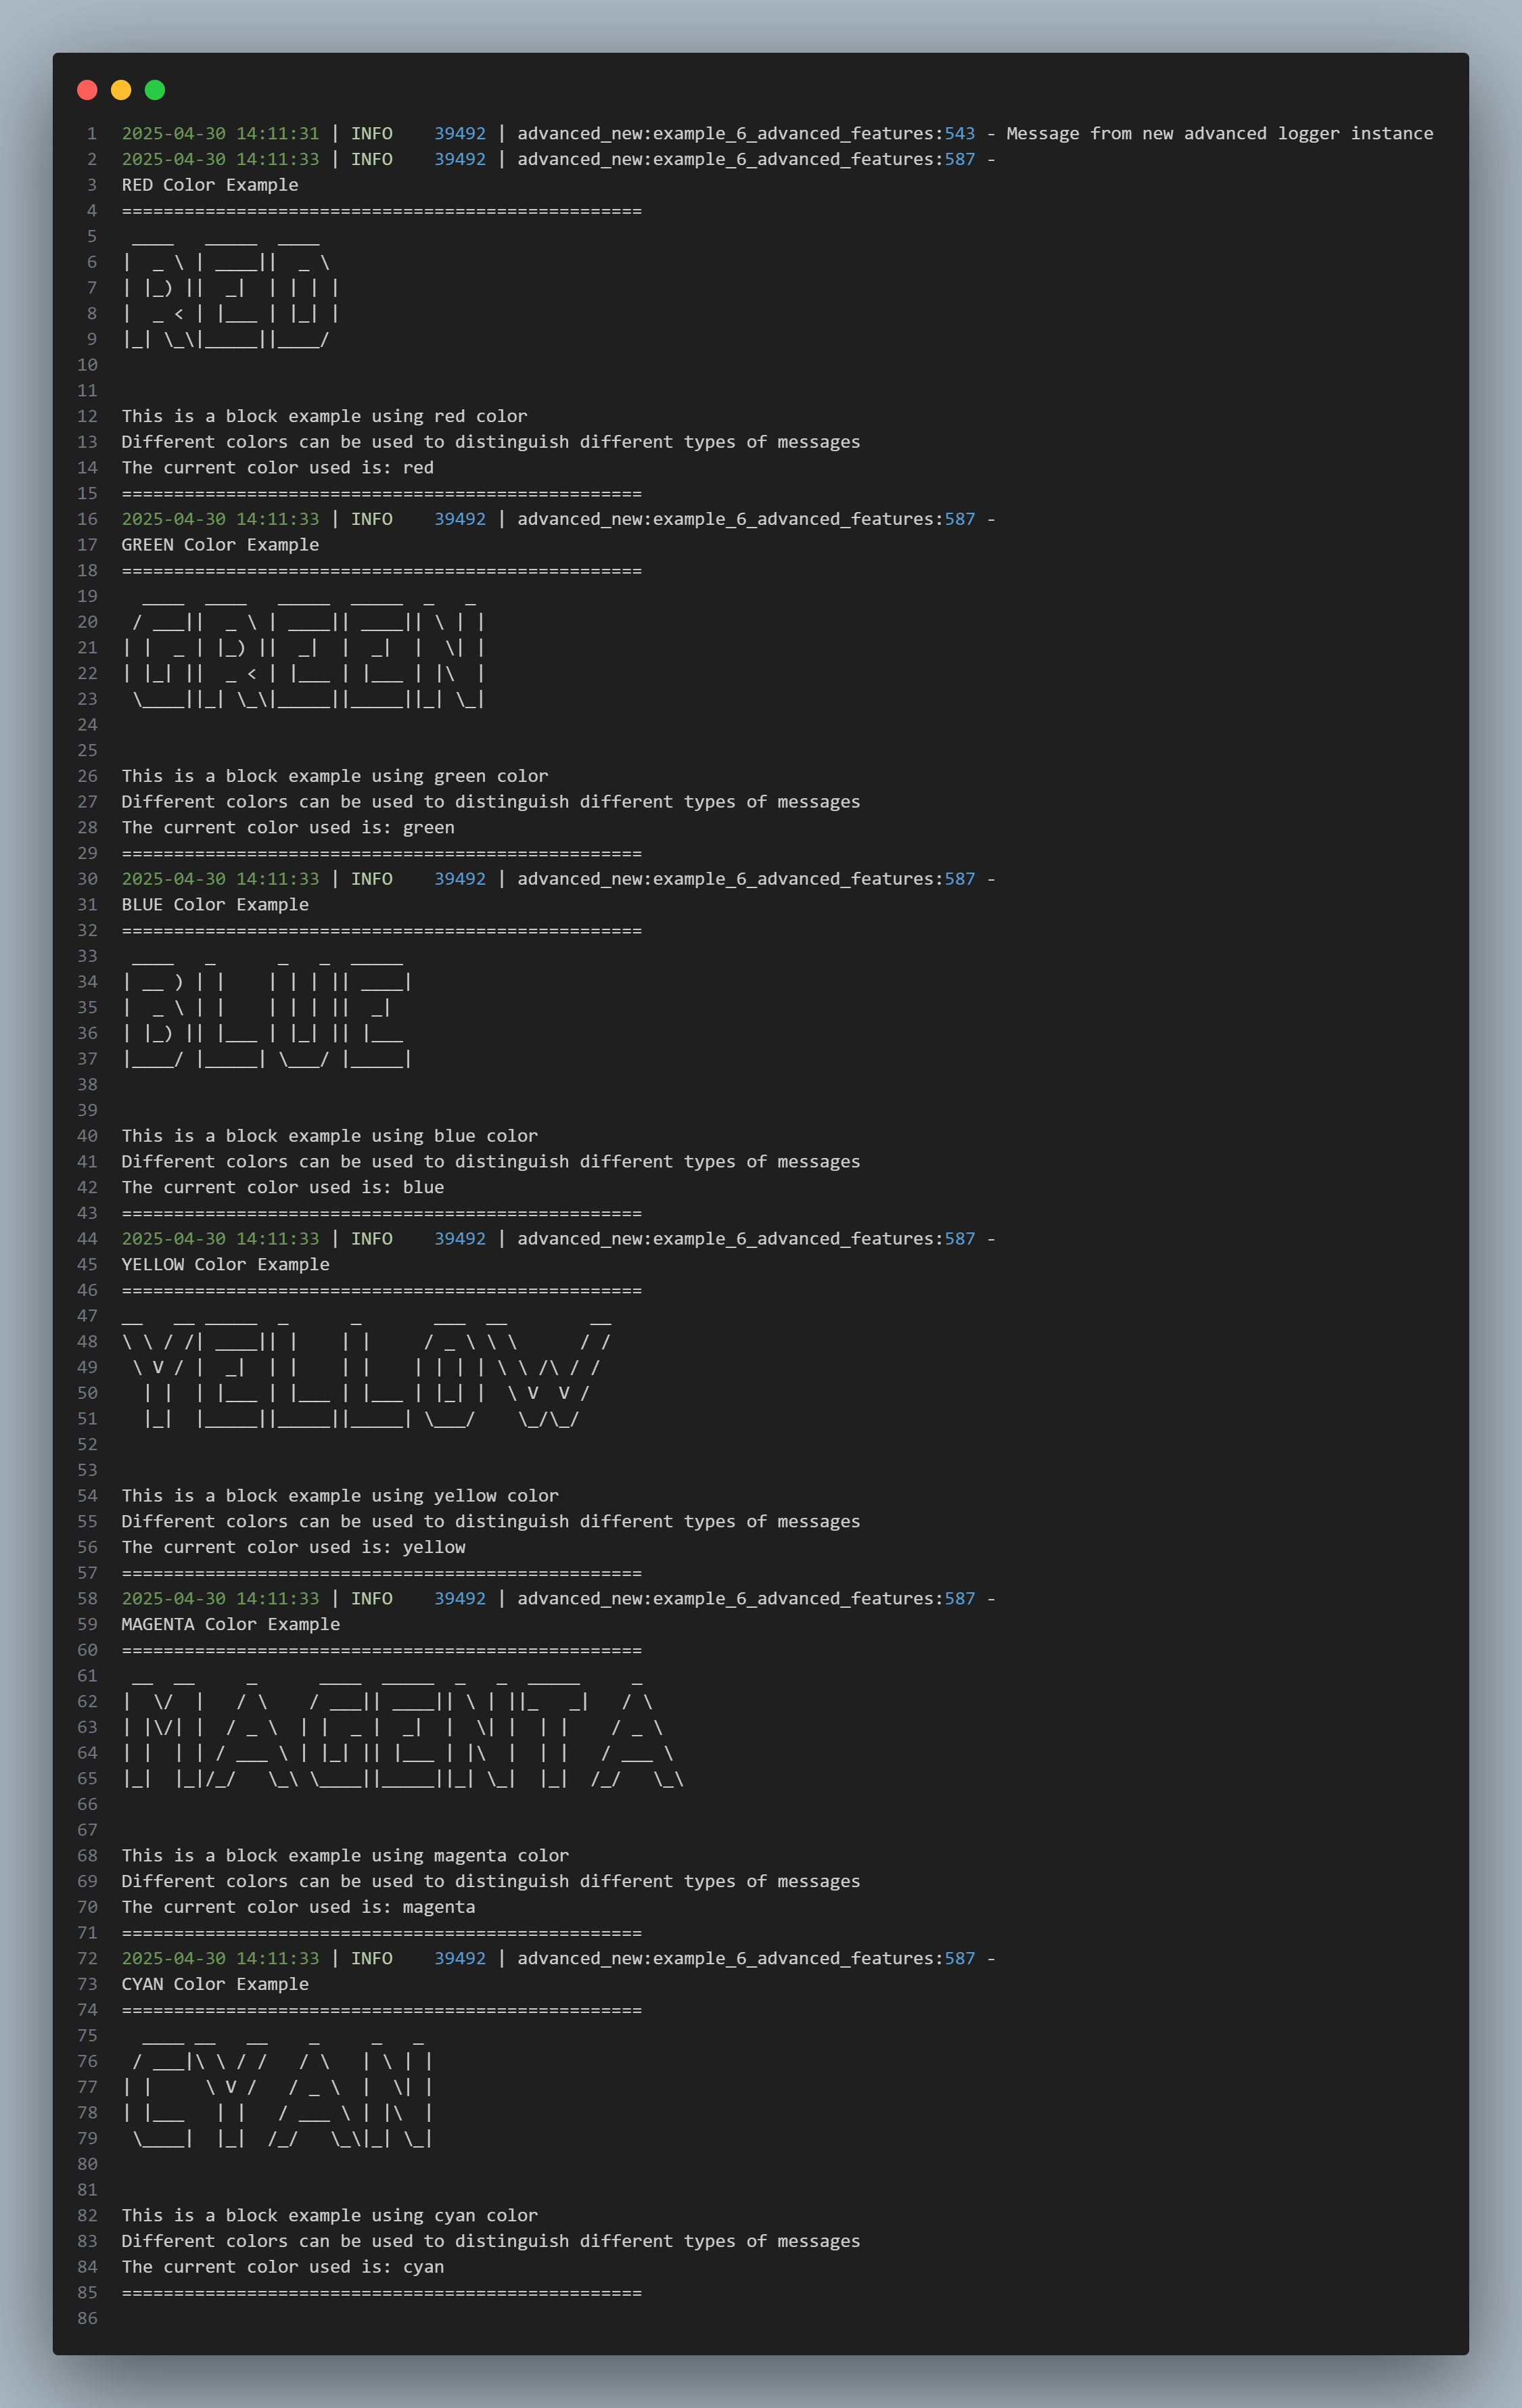 1 2025-04-30 14:11:31 | INFO    39492 | advanced_new:example_6_advanced_features:543 - Message from new advanced logger instance
2 2025-04-30 14:11:33 | INFO    39492 | advanced_new:example_6_advanced_features:587 -
3 RED Color Example
4 ==================================================
5  ____   _____  ____
6 |  _ \ | ____||  _ \
7 | |_) ||  _|  | | | |
8 |  _ < | |___ | |_| |
9 |_| \_\|_____||____/
10
11
12 This is a block example using red color
13 Different colors can be used to distinguish different types of messages
14 The current color used is: red
15 ==================================================
16 2025-04-30 14:11:33 | INFO    39492 | advanced_new:example_6_advanced_features:587 -
17 GREEN Color Example
18 ==================================================
19   ____  ____   _____  _____  _   _
20  / ___||  _ \ | ____|| ____|| \ | |
21 | |  _ | |_) ||  _|  |  _|  |  \| |
22 | |_| ||  _ < | |___ | |___ | |\  |
23  \____||_| \_\|_____||_____||_| \_|
24
25
26 This is a block example using green color
27 Different colors can be used to distinguish different types of messages
28 The current color used is: green
29 ==================================================
30 2025-04-30 14:11:33 | INFO    39492 | advanced_new:example_6_advanced_features:587 -
31 BLUE Color Example
32 ==================================================
33  ____   _      _   _  _____
34 | __ ) | |    | | | || ____|
35 |  _ \ | |    | | | ||  _|
36 | |_) || |___ | |_| || |___
37 |____/ |_____| \___/ |_____|
38
39
40 This is a block example using blue color
41 Different colors can be used to distinguish different types of messages
42 The current color used is: blue
43 ==================================================
44 2025-04-30 14:11:33 | INFO    39492 | advanced_new:example_6_advanced_features:587 -
45 YELLOW Color Example
46 ==================================================
47 __   __ _____  _      _       ___  __        __
48 \ \ / /| ____|| |    | |     / _ \ \ \      / /
49  \ V / |  _|  | |    | |    | | | | \ \ /\ / /
50   | |  | |___ | |___ | |___ | |_| |  \ V  V /
51   |_|  |_____||_____||_____| \___/    \_/\_/
52
53
54 This is a block example using yellow color
55 Different colors can be used to distinguish different types of messages
56 The current color used is: yellow
57 ==================================================
58 2025-04-30 14:11:33 | INFO    39492 | advanced_new:example_6_advanced_features:587 -
59 MAGENTA Color Example
60 ==================================================
61  __  __     _      ____  _____  _   _  _____     _
62 |  \/  |   / \    / ___|| ____|| \ | ||_   _|   / \
63 | |\/| |  / _ \  | |  _ |  _|  |  \| |  | |    / _ \
64 | |  | | / ___ \ | |_| || |___ | |\  |  | |   / ___ \
65 |_|  |_|/_/   \_\ \____||_____||_| \_|  |_|  /_/   \_\
66
67
68 This is a block example using magenta color
69 Different colors can be used to distinguish different types of messages
70 The current color used is: magenta
71 ==================================================
72 2025-04-30 14:11:33 | INFO    39492 | advanced_new:example_6_advanced_features:587 -
73 CYAN Color Example
74 ==================================================
75   ____ __   __    _     _   _
76  / ___|\ \ / /   / \   | \ | |
77 | |     \ V /   / _ \  |  \| |
78 | |___   | |   / ___ \ | |\  |
79  \____|  |_|  /_/   \_\|_| \_|
80
81
82 This is a block example using cyan color
83 Different colors can be used to distinguish different types of messages
84 The current color used is: cyan
85 ==================================================
86